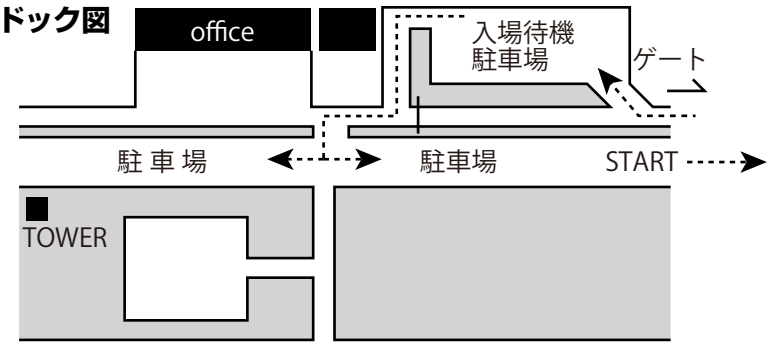 ドック図
office
入場待機
駐車場
ゲート
駐車場
駐車場
START
TOWER